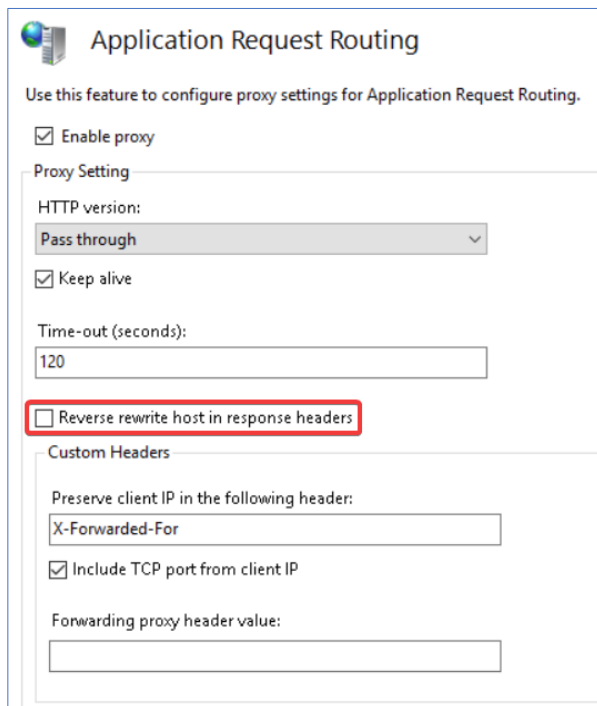 Application Request Routing
Use this feature to configure proxy settings for Application Request Routing.
Enable proxy
Proxy Setting
HTTP version:
Pass through
Keep alive
Time-out (seconds):
120
Reverse rewrite host in response headers
Custom Headers
Preserve client IP in the following header:
X-Forwarded-For
Include TCP port from client IP
Forwarding proxy header value: